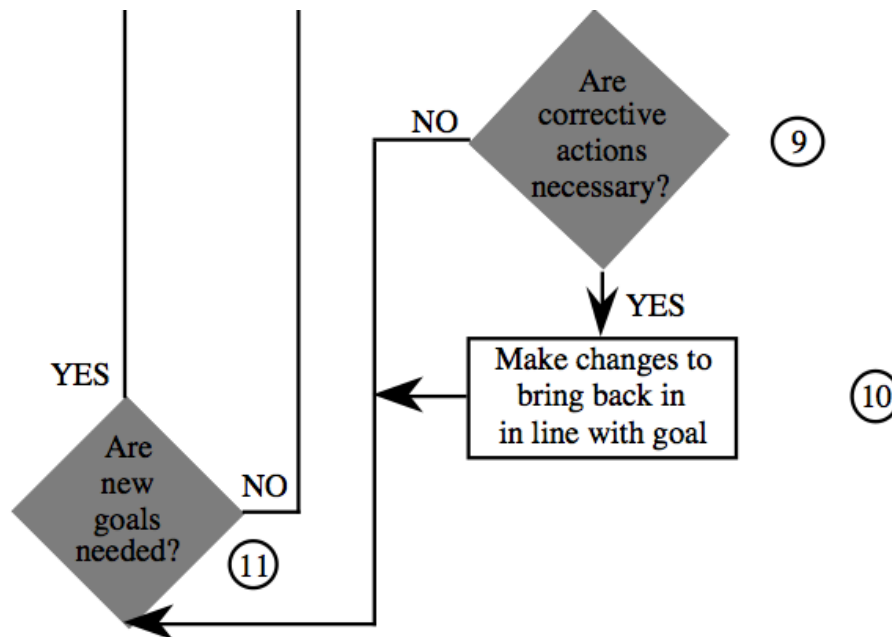 Are
corrective
actions
necessary?
NO
9
YES
Make changes to
bring back in
in line with goal
10
YES
Are
new
goals
needed?
NO
11